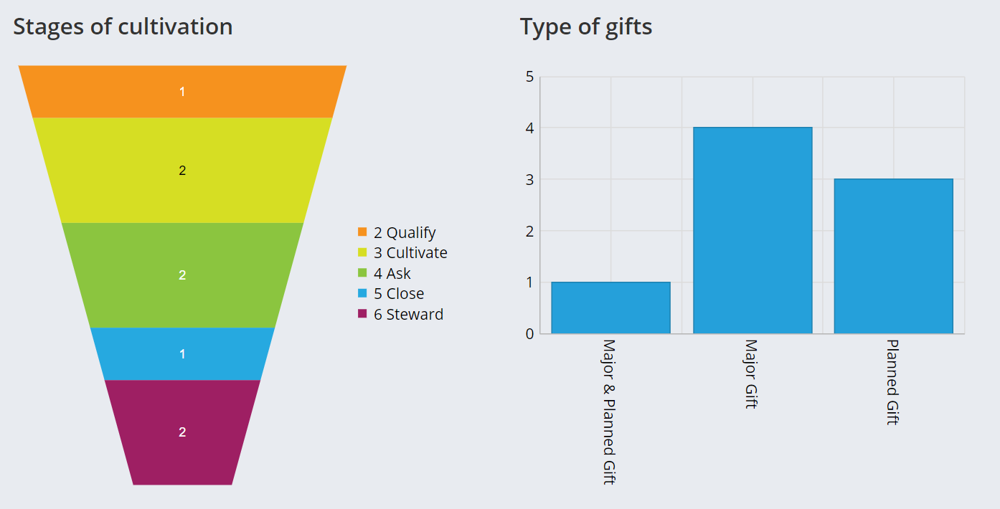 Stages of cultivation
1
2
2
1
2
2 Qualify
3 Cultivate
4 Ask
5 Close
6 Steward
Type of gifts
5
4
3
2
1
0
Major & Planned Gift
Major Gift
Planned Gift